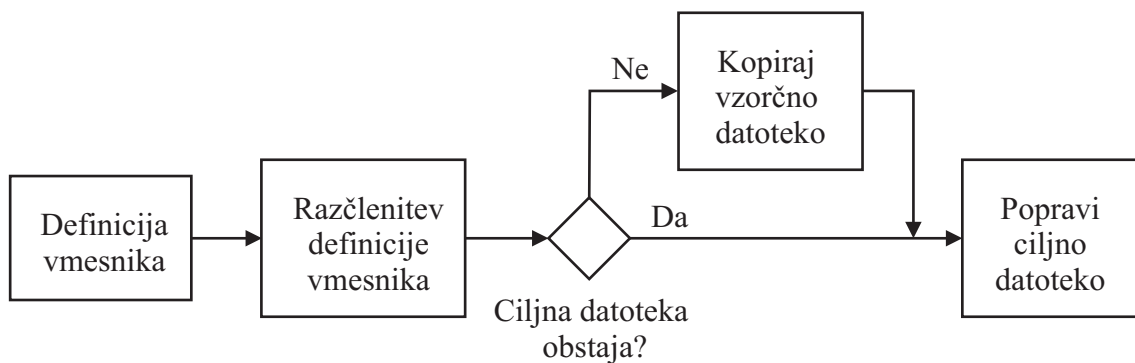 Definicija
vmesnika
Razčlenitev
definicije
vmesnika
Ciljna datoteka
obstaja?
Ne
Kopiraj
vzorčno
datoteko
Da
Popravi
ciljno
datoteko